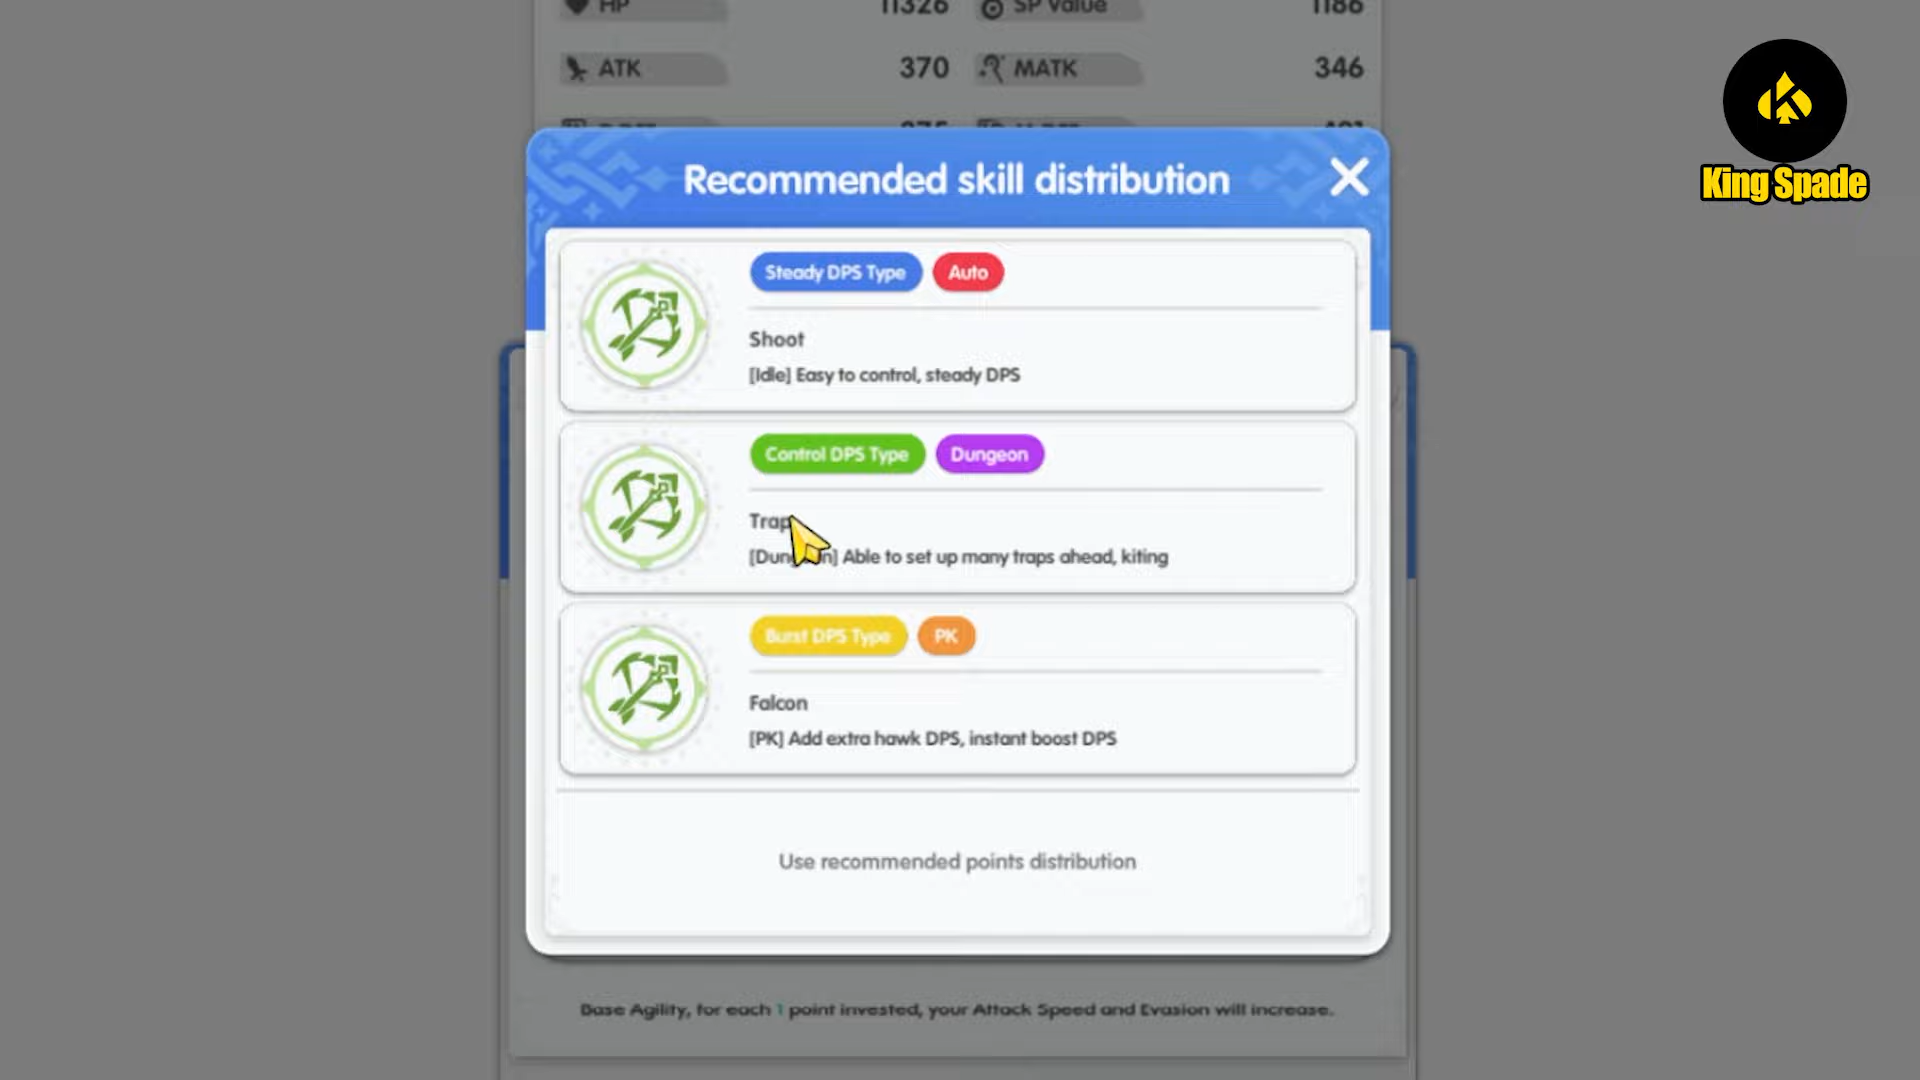 HP 11326 SP Value 1186
ATK 370 MATK 346
King Spade
Recommended skill distribution
Steady DPS Type Auto
Shoot
[Idle] Easy to control, steady DPS
Control DPS Type Dungeon
Trap
Able to set up many traps ahead, kiting
Burst DPS Type PK
Falcon
[PK] Add extra hawk DPS, instant boost DPS
Use recommended points distribution
Base Agility, for each 1 point invested, your Attack Speed and Evasion will increase.